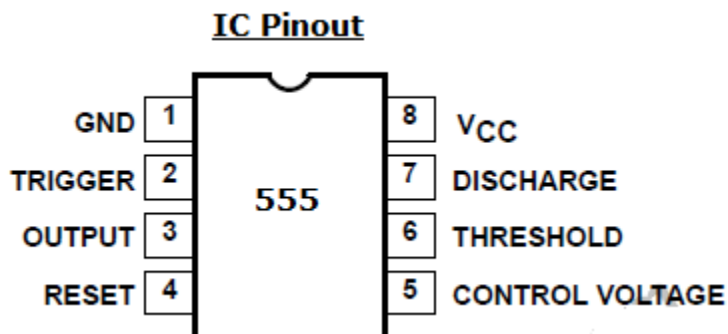 IC Pinout
GND 1 8 VCC
TRIGGER 2 7 DISCHARGE
555
OUTPUT 3 6 THRESHOLD
RESET 4 5 CONTROL VOLTAGE